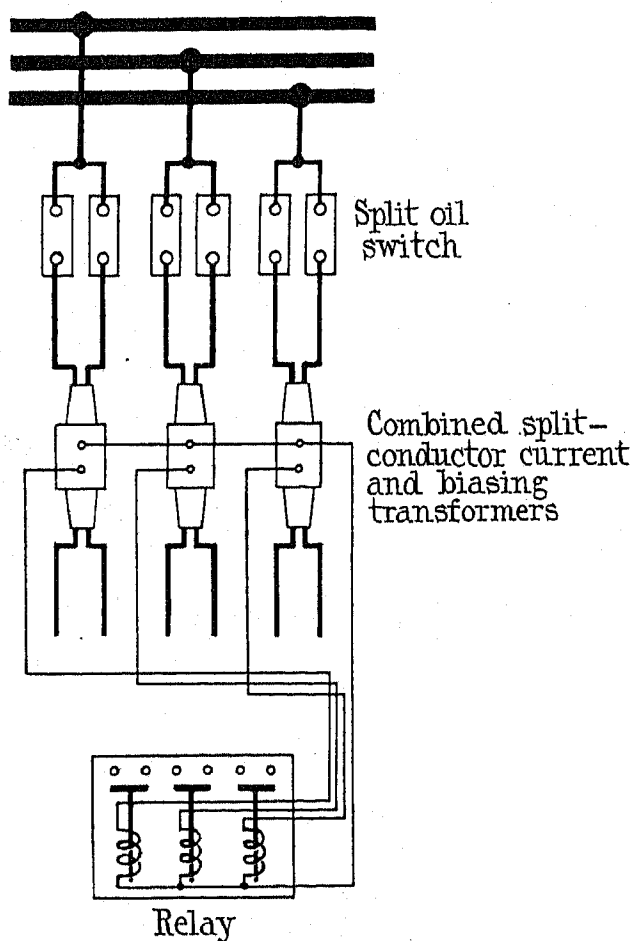 Split oil
switch
Combined split-
conductor current
and biasing
transformers
Relay